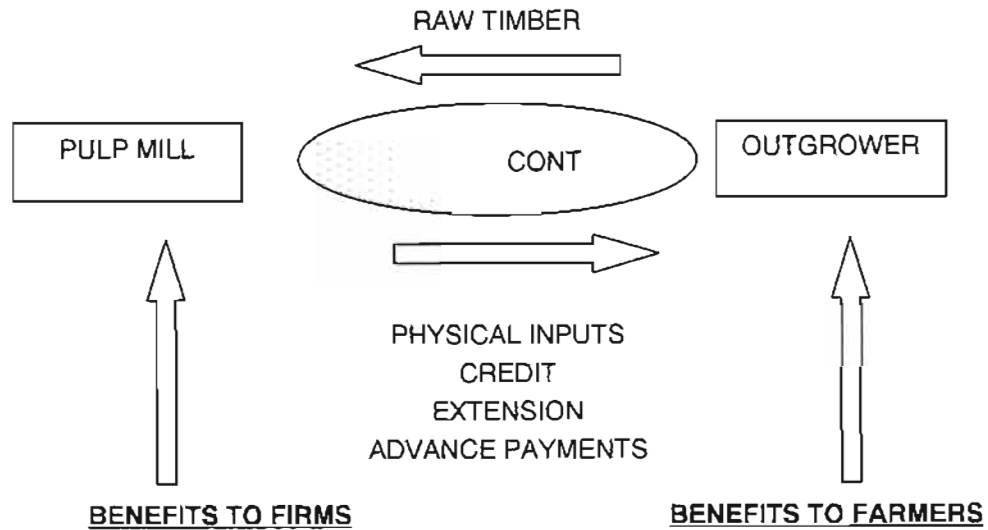 RAW TIMBER
PULP MILL
CONT
OUTGROWER
PHYSICAL INPUTS
CREDIT
EXTENSION
ADVANCE PAYMENTS
BENEFITS TO FIRMS
BENEFITS TO FARMERS